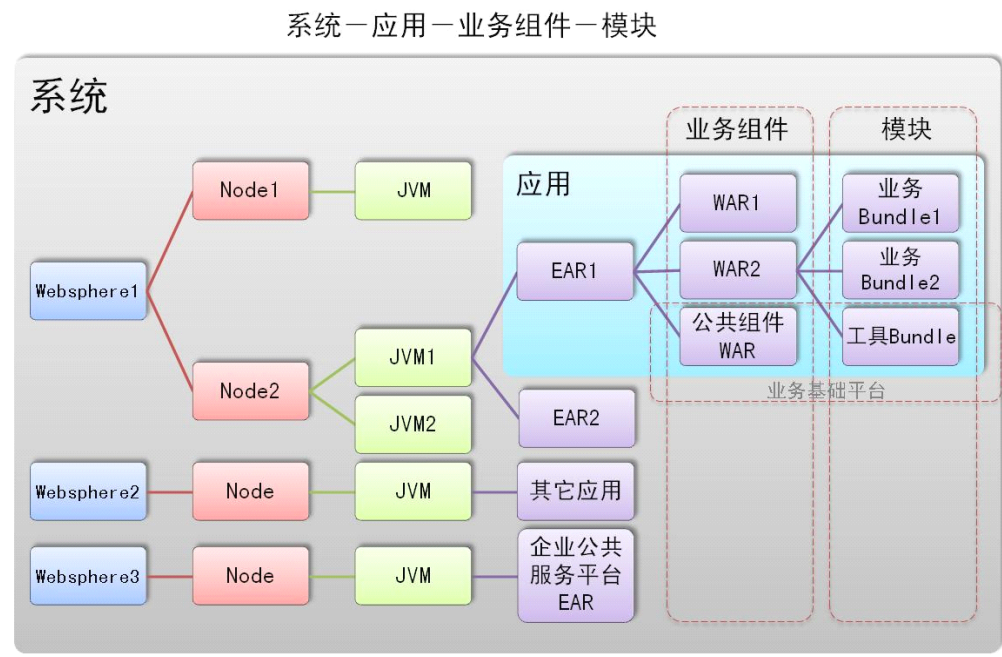 系统－应用－业务组件－模块
系统
业务组件
模块
应用
Node1
JVM
WAR1
业务
Bundle1
Websphere1
EAR1
WAR2
业务
Bundle2
公共组件
WAR
工具Bundle
业务基础平台
Node2
JVM1
JVM2
EAR2
Websphere2
Node
JVM
其它应用
Websphere3
Node
JVM
企业公共
服务平台
EAR